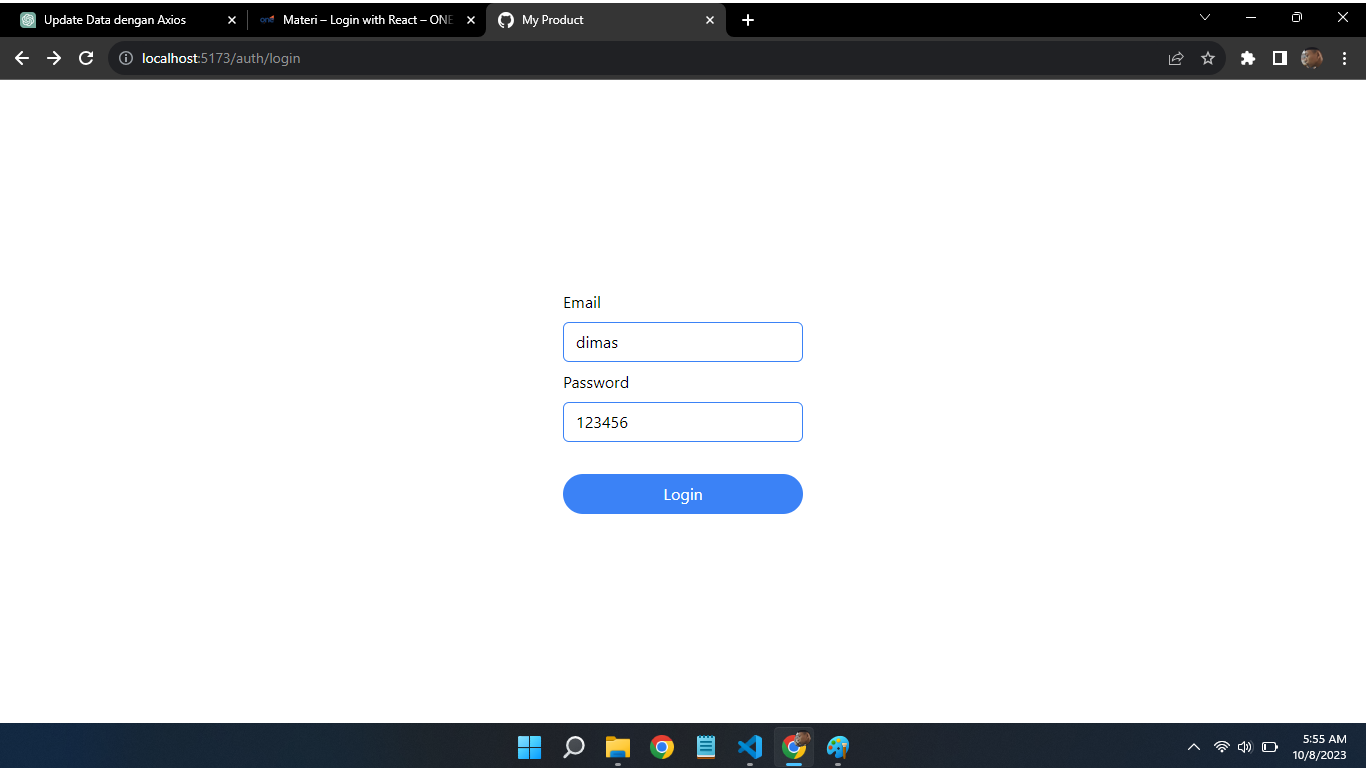 Update Data dengan Axios
Materi – Login with React – ONE
My Product
localhost:5173/auth/login
Email
dimas
Password
123456
Login
5:55 AM
10/8/2023